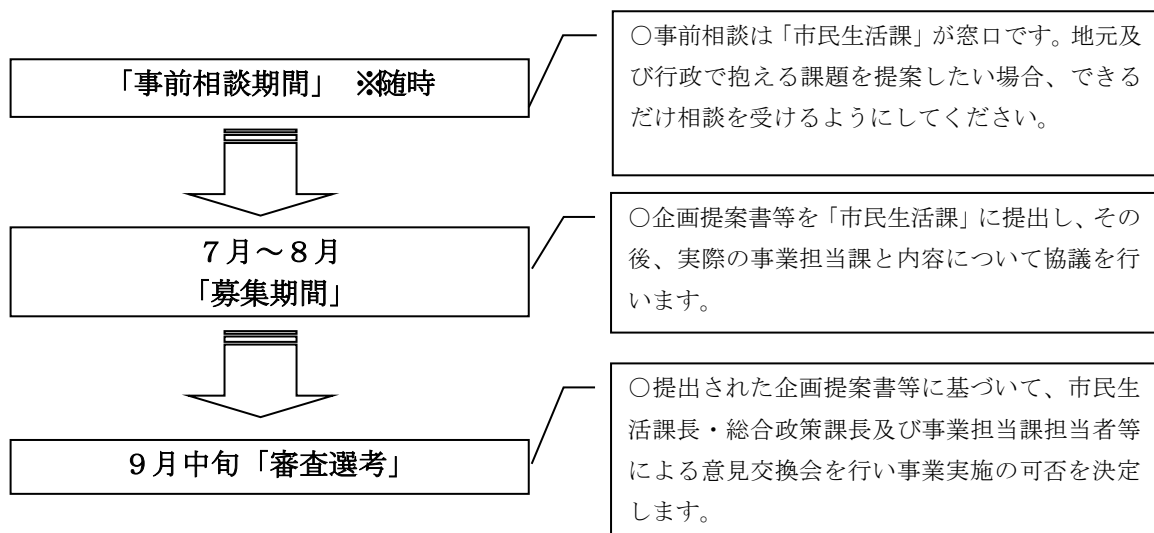 「事前相談期間」 ※随時
○事前相談は「市民生活課」が窓口です。地元及
び行政で抱える課題を提案したい場合、できる
だけ相談を受けるようにしてください。
７月～８月
「募集期間」
○企画提案書等を「市民生活課」に提出し、その
後、実際の事業担当課と内容について協議を行
います。
９月中旬「審査選考」
○提出された企画提案書等に基づいて、市民生
活課長・総合政策課長及び事業担当課担当者等
による意見交換会を行い事業実施の可否を決定
します。